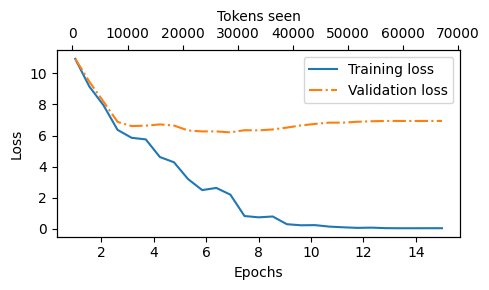 Tokens seen
0 10000 20000 30000 40000 50000 60000 70000
Training loss
Validation loss
10
8
6
4
2
0
Loss
2 4 6 8 10 12 14
Epochs